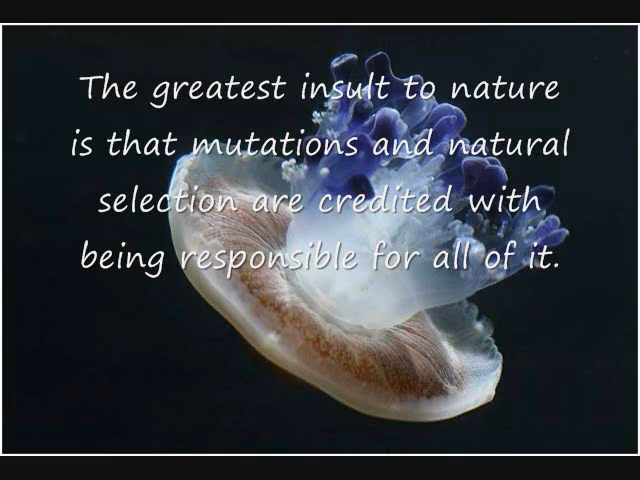 The greatest insult to nature
is that mutations and natural
selection are credited with
being responsible for all of it.